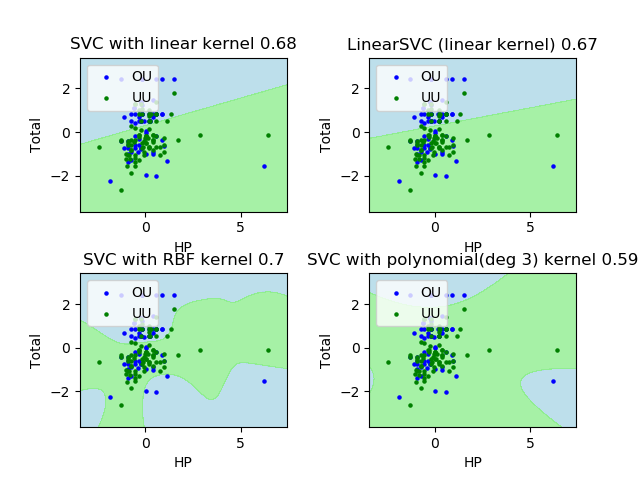 SVC with linear kernel 0.68
OU
UU
2
0
−2
Total
0
5
HP
LinearSVC (linear kernel) 0.67
OU
UU
2
0
−2
Total
0
5
HP
SVC with RBF kernel 0.7
OU
UU
2
0
−2
Total
0
5
HP
SVC with polynomial(deg 3) kernel 0.59
OU
UU
2
0
−2
Total
0
5
HP